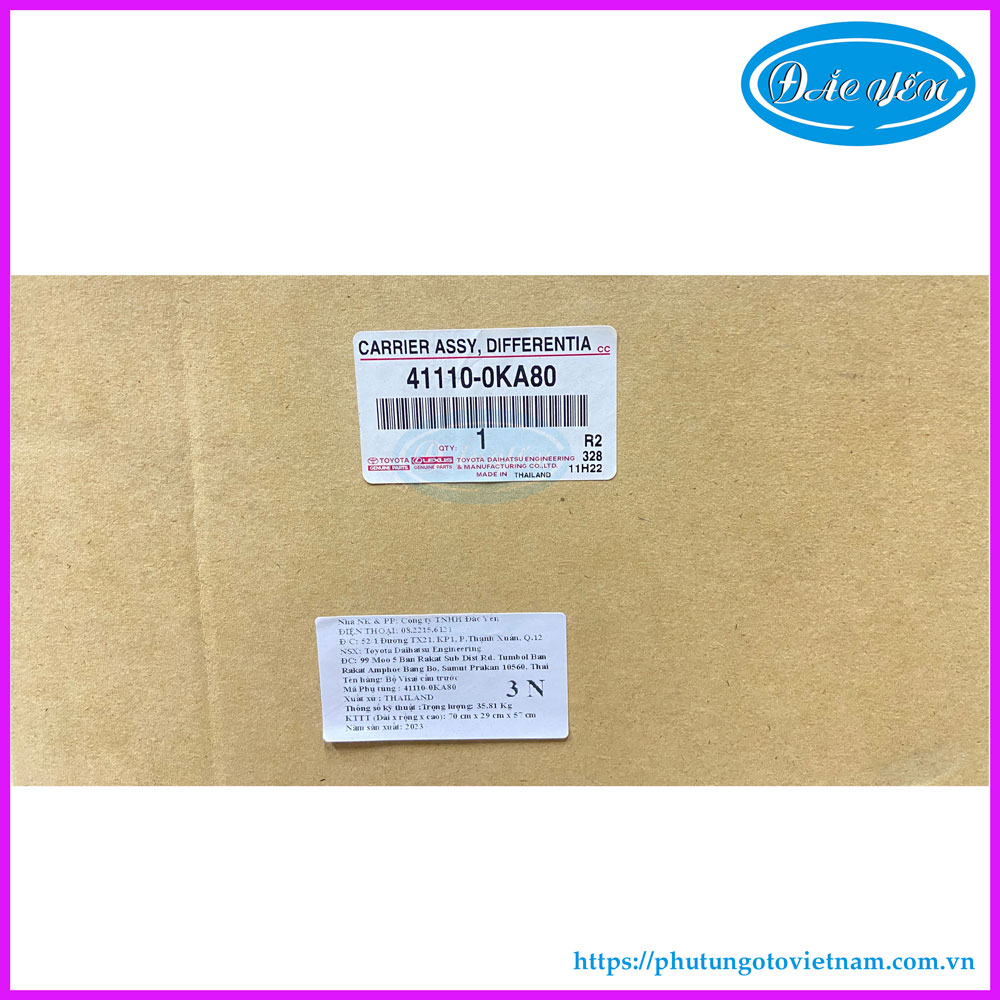 ĐẮC YẾN
CARRIER ASSY, DIFFERENTIA CC
41110-0KA80
QTY: 1
R2
328
11H22
TOYOTA LEXUS TOYOTA DAIHATSU ENGINEERING
GENUINE PARTS GENUINE PARTS & MANUFACTURING CO.,LTD.
MADE IN THAILAND
Nhà NK & PP: Công ty TNHH Đắc Yến
ĐIỆN THOẠI: 08.2215.6121
Đ/C: 52/1 Đường TX21, KP1, P.Thạnh Xuân, Q.12
NSX: Toyota Daihatsu Engineering
ĐC: 99 Moo 5 Ban Rakat Sub Dist Rd. Tumbol Ban
Rakat Amphoe Bang Bo, Samut Prakan 10560, Thai
Tên hàng: Bộ Visai cầu trước
Mã Phụ tùng : 41110-0KA80
Xuất xứ : THAILAND
3 N
Thông số kỹ thuật :Trọng lượng: 35.81 Kg
KTTT (Dài x rộng x cao): 70 cm x 29 cm x 57 cm
Năm sản xuất: 2023
https://phutungotovietnam.com.vn